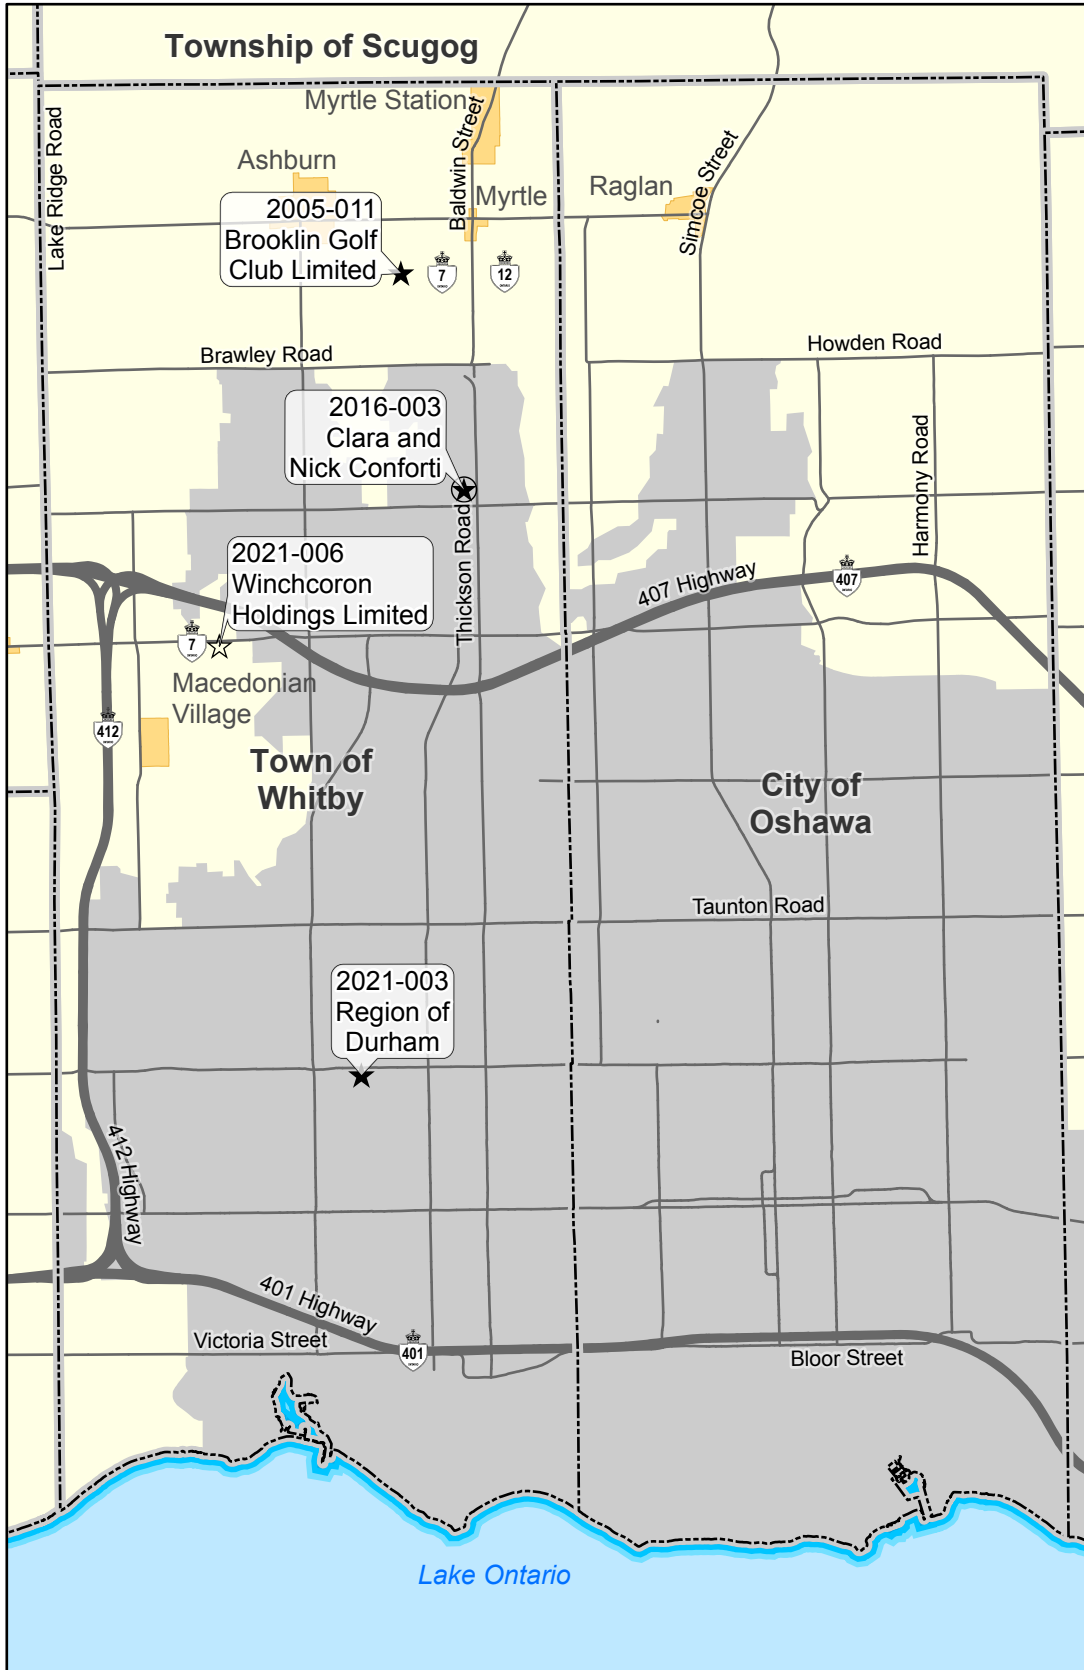 Township of Scugog
Myrtle Station
Lake Ridge Road
Baldwin Street
Ashburn
Simcoe Street
Myrtle
Raglan
2005-011
Brooklin Golf
Club Limited
7
12
Brawley Road
Howden Road
2016-003
Clara and
Nick Conforti
Harmony Road
Thickson Road
2021-006
Winchcoron
Holdings Limited
407 Highway
407
7
Macedonian
Village
412
Town of
Whitby
City of
Oshawa
Taunton Road
2021-003
Region of
Durham
412 Highway
401 Highway
Victoria Street
401
Bloor Street
Lake Ontario